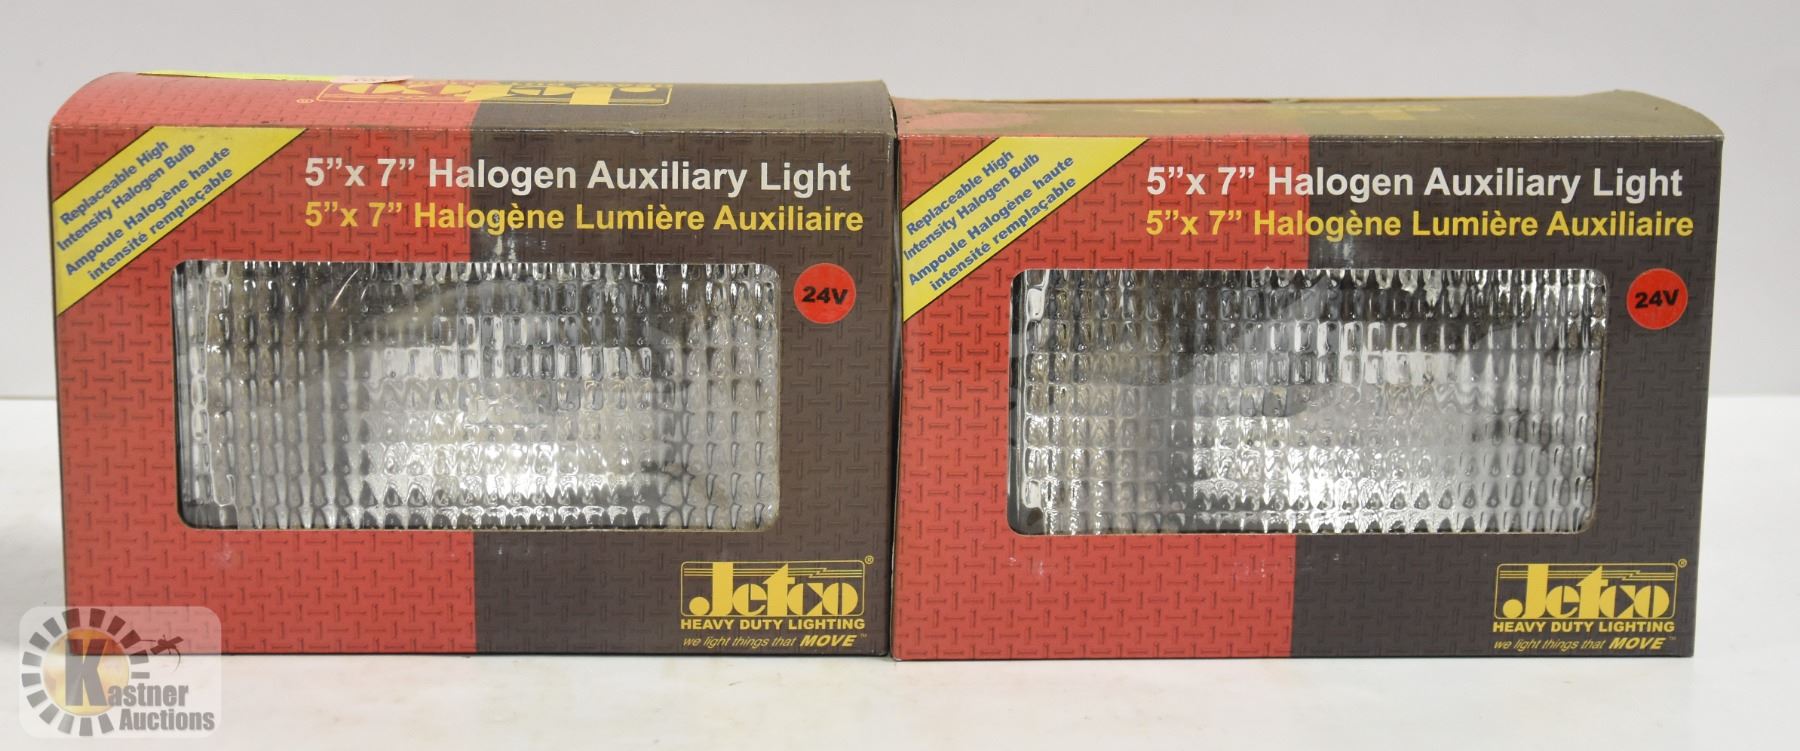 Jetco
®
Replaceable High
Intensity Halogen Bulb
Ampoule Halogène haute
intensité remplaçable
5”x 7” Halogen Auxiliary Light
5”x 7” Halogène Lumière Auxiliaire
24V
Jetco®
HEAVY DUTY LIGHTING
we light things that MOVE™
Replaceable High
Intensity Halogen Bulb
Ampoule Halogène haute
intensité remplaçable
5”x 7” Halogen Auxiliary Light
5”x 7” Halogène Lumière Auxiliaire
24V
Jetco®
HEAVY DUTY LIGHTING
we light things that MOVE™
Kastner
Auctions